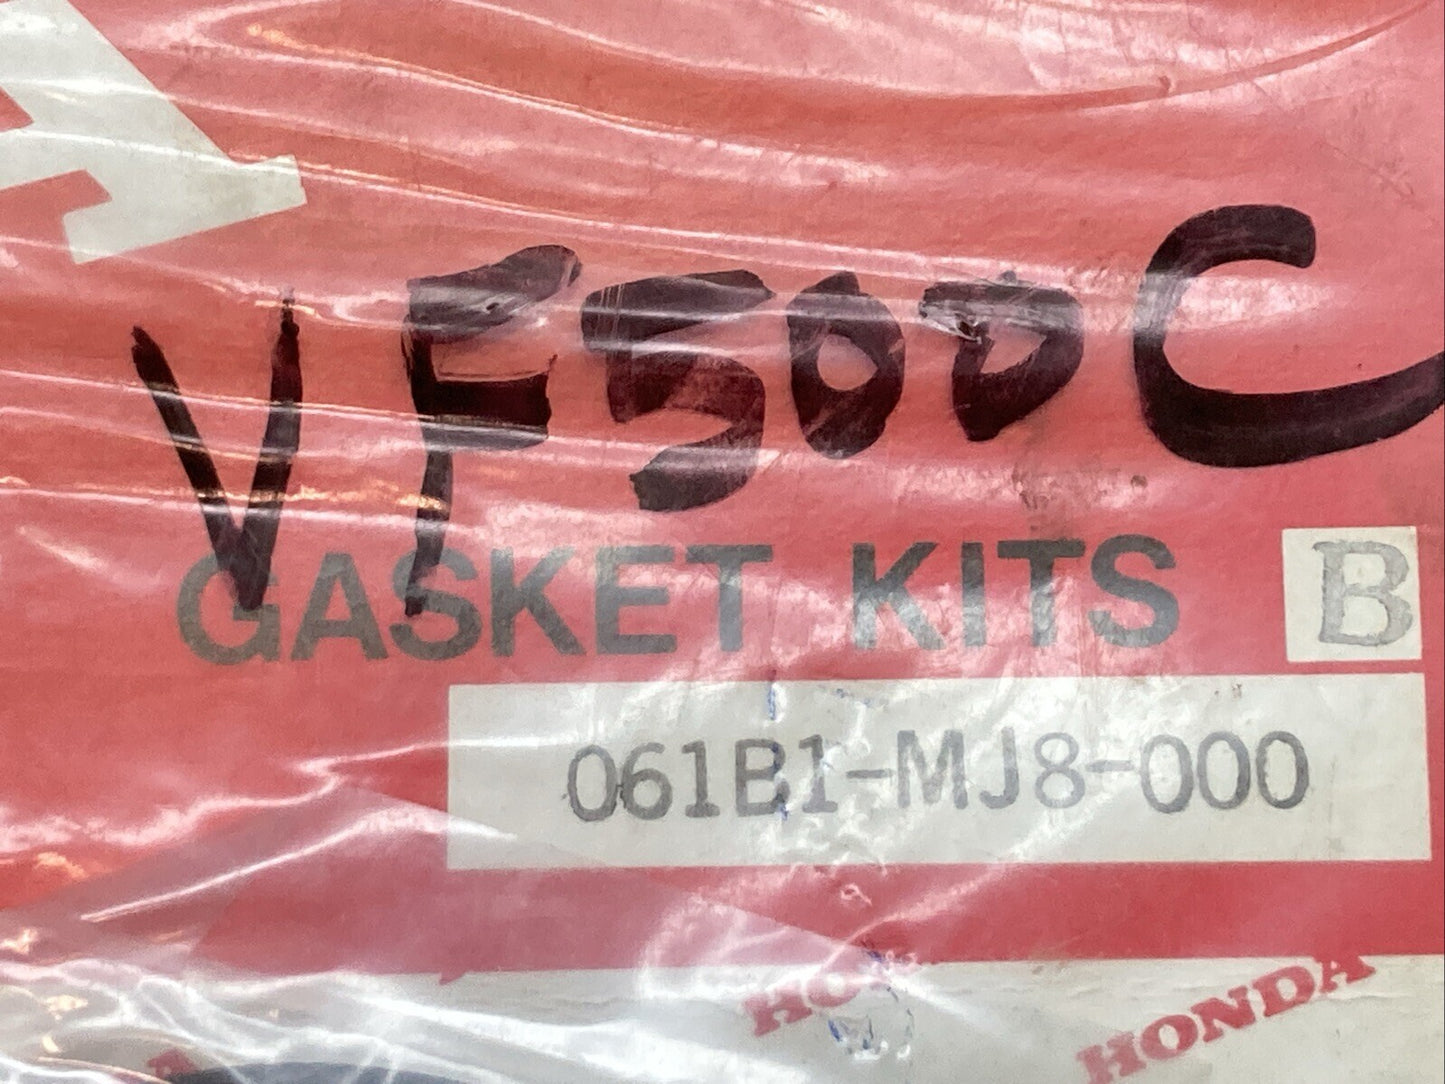 A
VF500C
GASKET KITS B
061B1-MJ8-000
HONDA